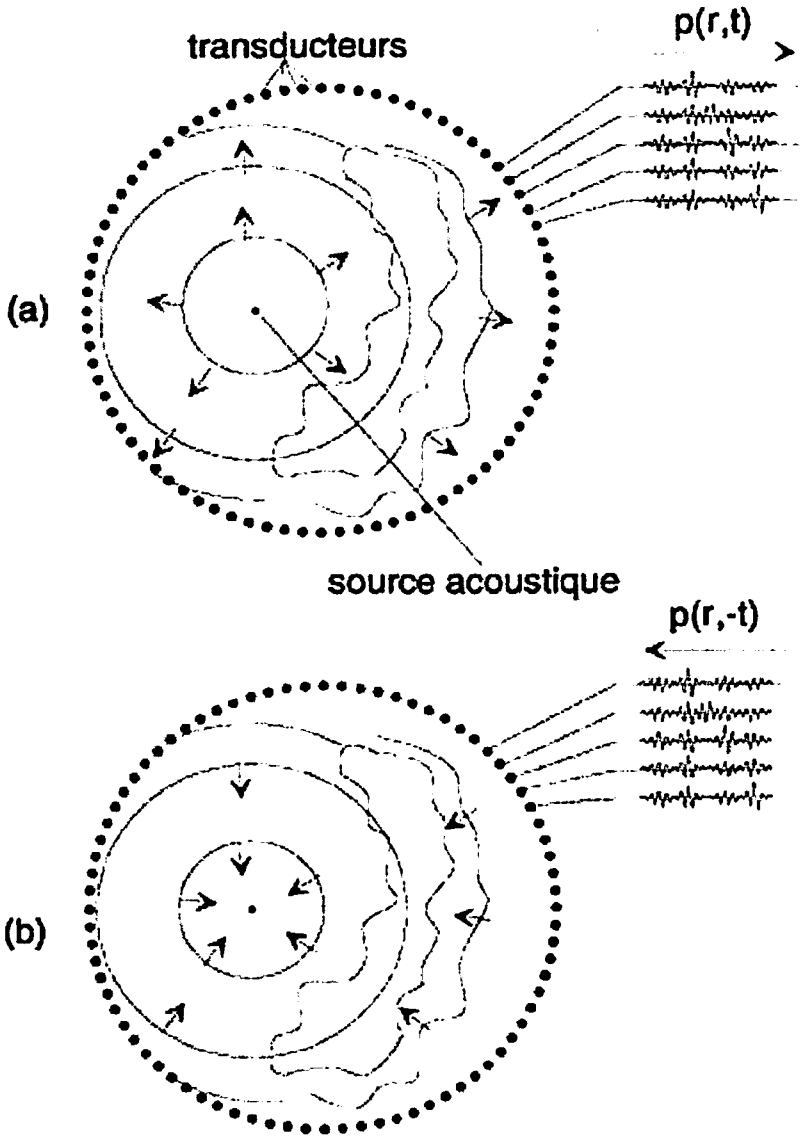 transducteurs
p(r,t)
(a)
source acoustique
p(r,-t)
(b)